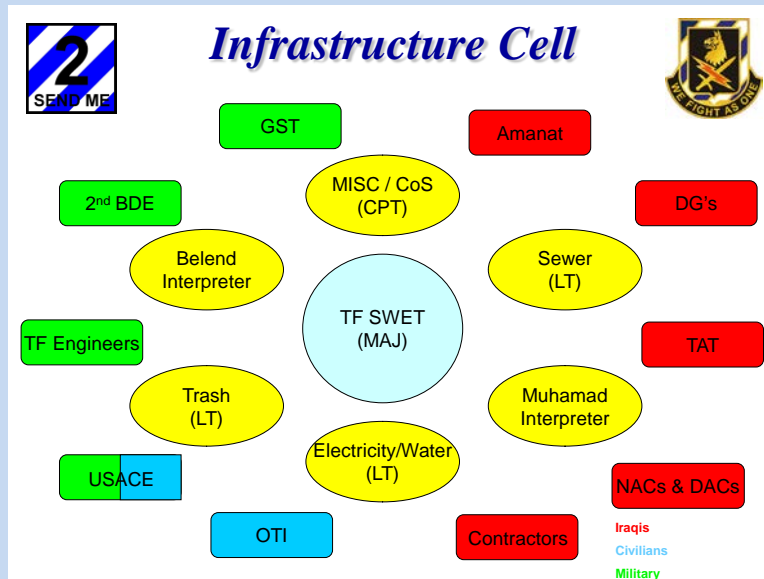 Infrastructure Cell
2
SEND ME
WE FIGHT AS ONE
GST
Amanat
MISC / CoS
(CPT)
2nd BDE
DG's
Belend
Interpreter
Sewer
(LT)
TF SWET
(MAJ)
TF Engineers
TAT
Trash
(LT)
Muhamad
Interpreter
Electricity/Water
(LT)
USACE
NACs & DACs
OTI
Contractors
Iraqis
Civilians
Military